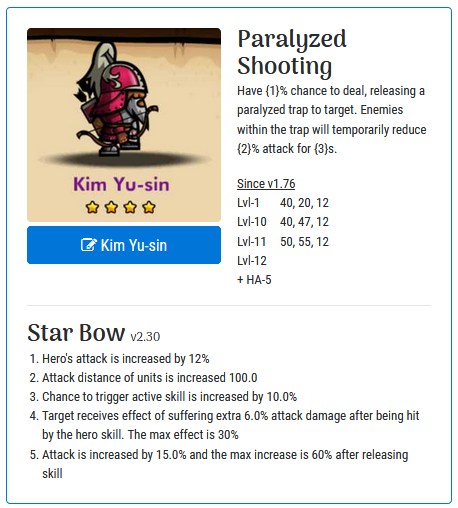 Paralyzed
Shooting
Have {1}% chance to deal, releasing a
paralyzed trap to target. Enemies
within the trap will temporarily reduce
{2}% attack for {3}s.
Kim Yu-sin
Kim Yu-sin
Since v1.76
Lvl-1 40, 20, 12
Lvl-10 40, 47, 12
Lvl-11 50, 55, 12
Lvl-12
+ HA-5
Star Bow v2.30
1. Hero's attack is increased by 12%
2. Attack distance of units is increased 100.0
3. Chance to trigger active skill is increased by 10.0%
4. Target receives effect of suffering extra 6.0% attack damage after being hit
by the hero skill. The max effect is 30%
5. Attack is increased by 15.0% and the max increase is 60% after releasing
skill